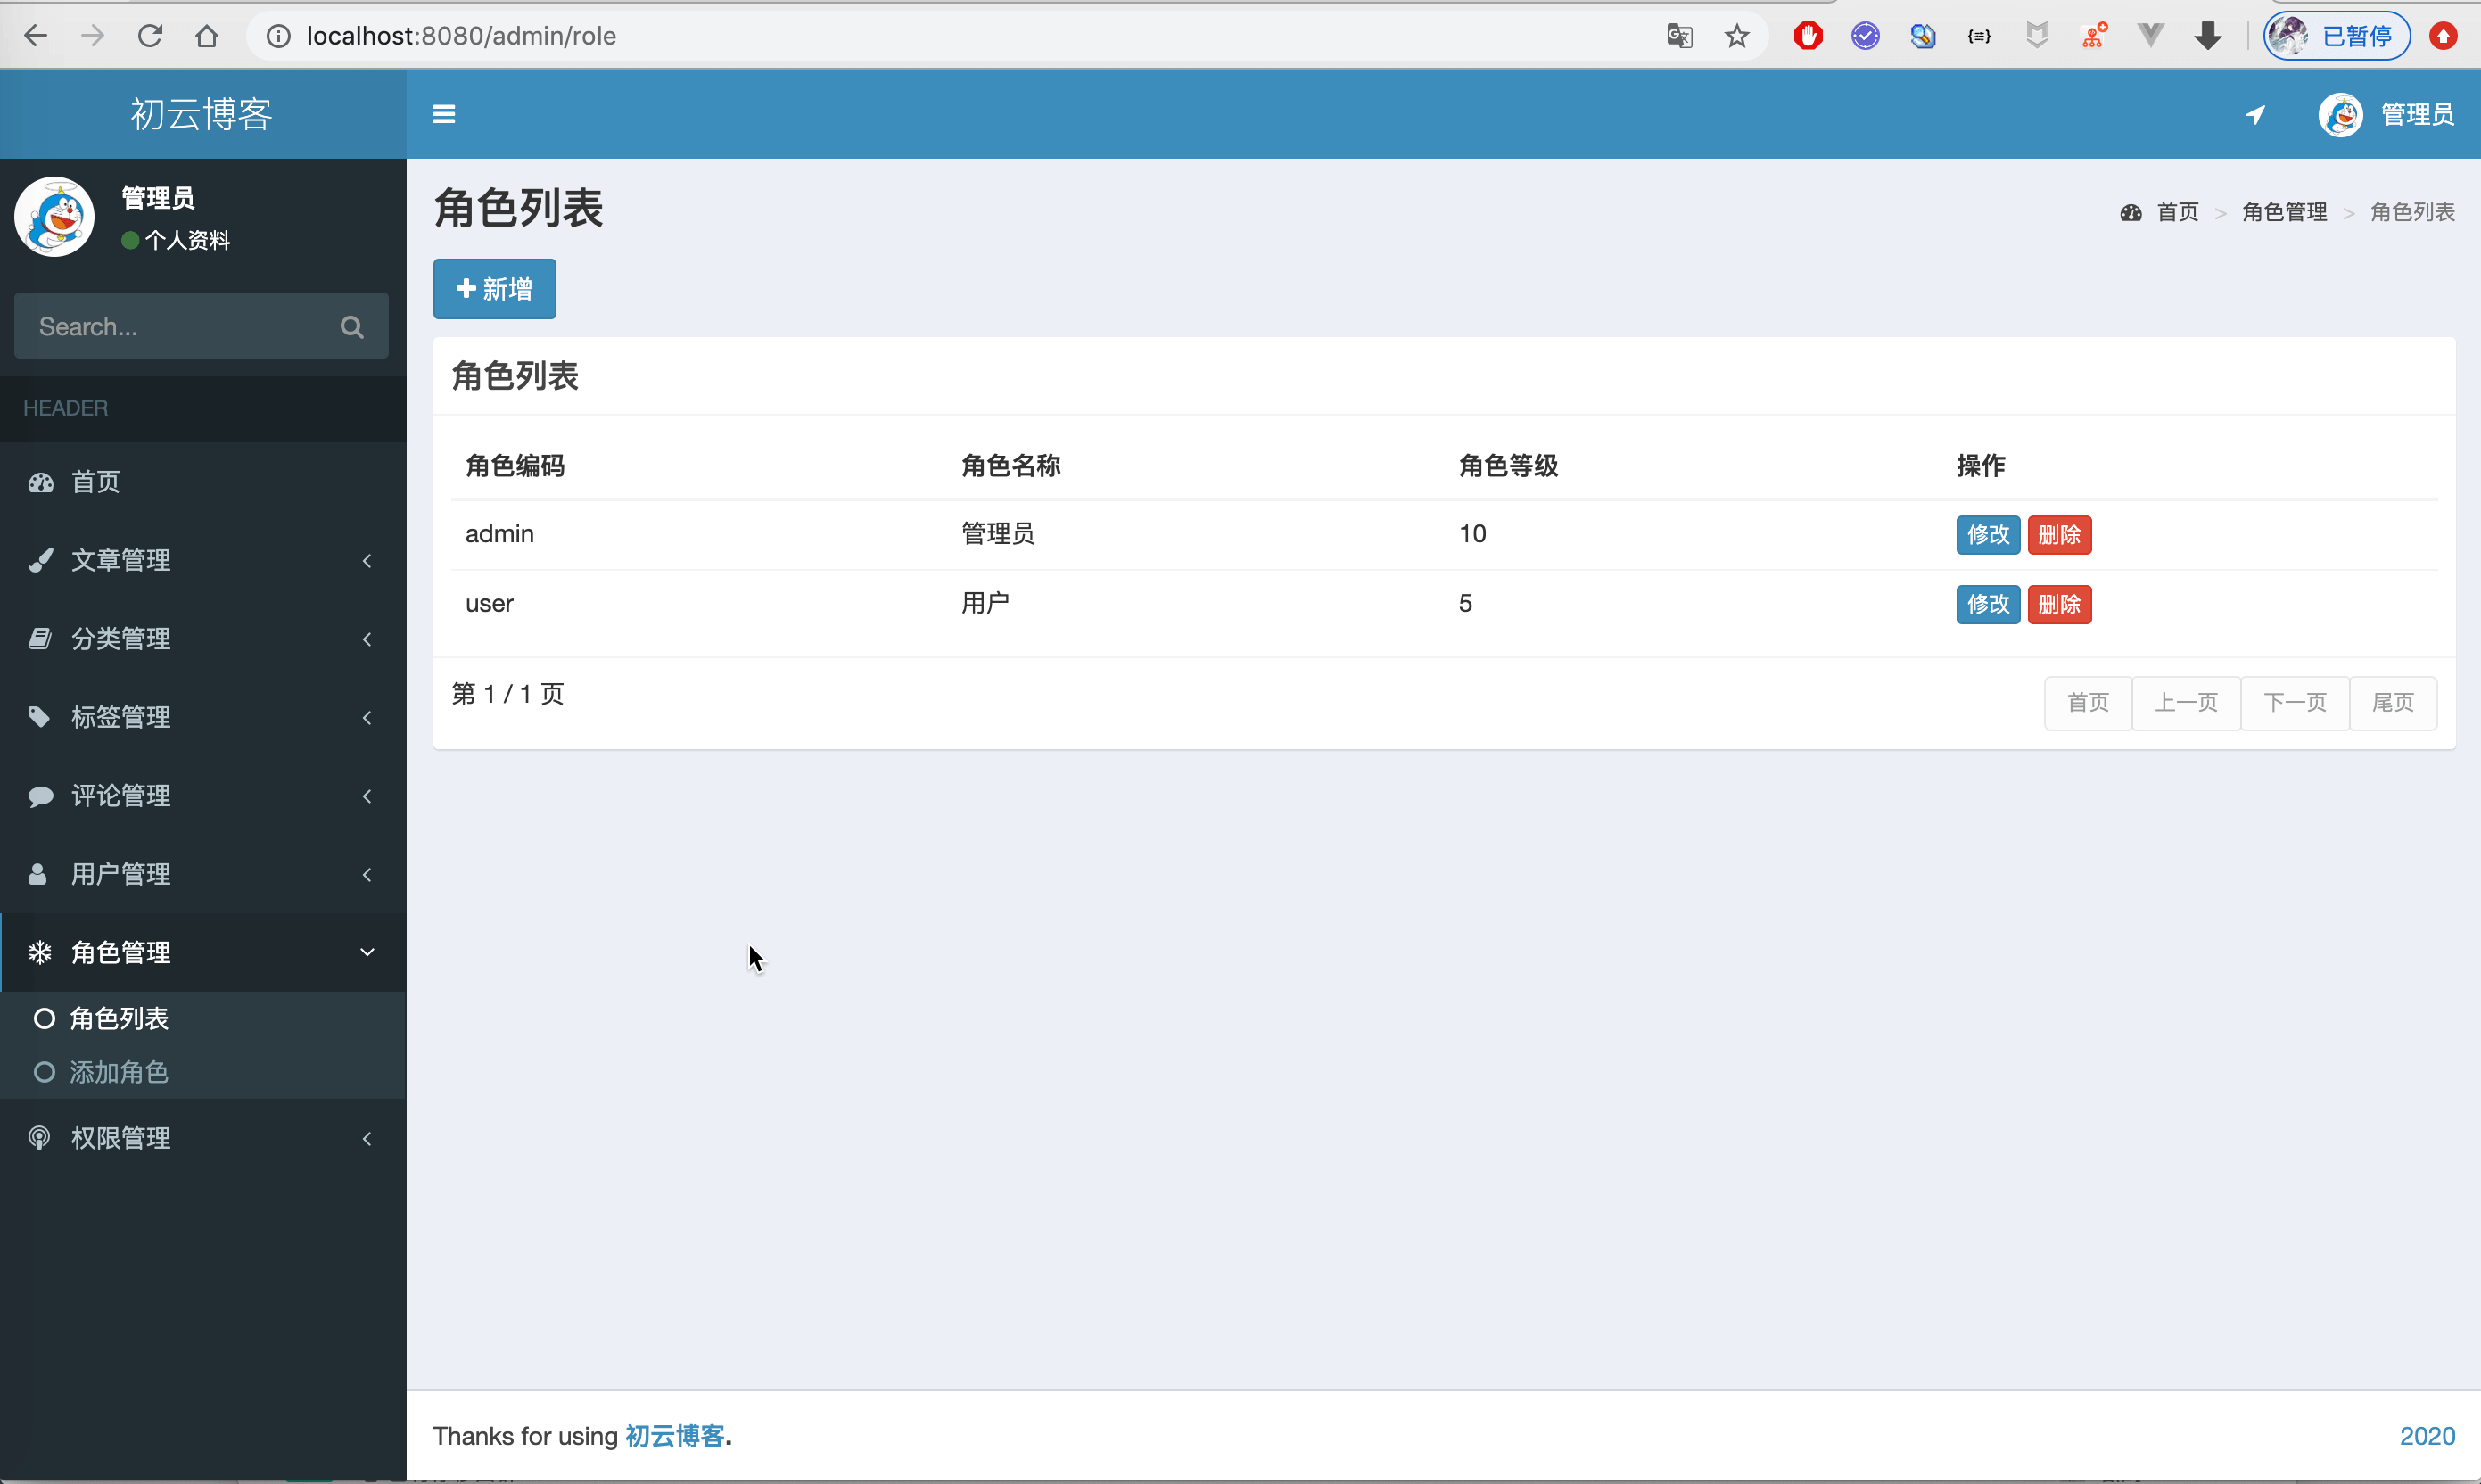 localhost:8080/admin/role
已暂停
初云博客
管理员
管理员
个人资料
Search...
HEADER
首页
文章管理
分类管理
标签管理
评论管理
用户管理
角色管理
角色列表
添加角色
权限管理
角色列表
首页 > 角色管理 > 角色列表
新增
角色列表
角色编码 角色名称 角色等级 操作
admin 管理员 10 修改 删除
user 用户 5 修改 删除
第 1 / 1 页
首页 上一页 下一页 尾页
Thanks for using 初云博客.
2020